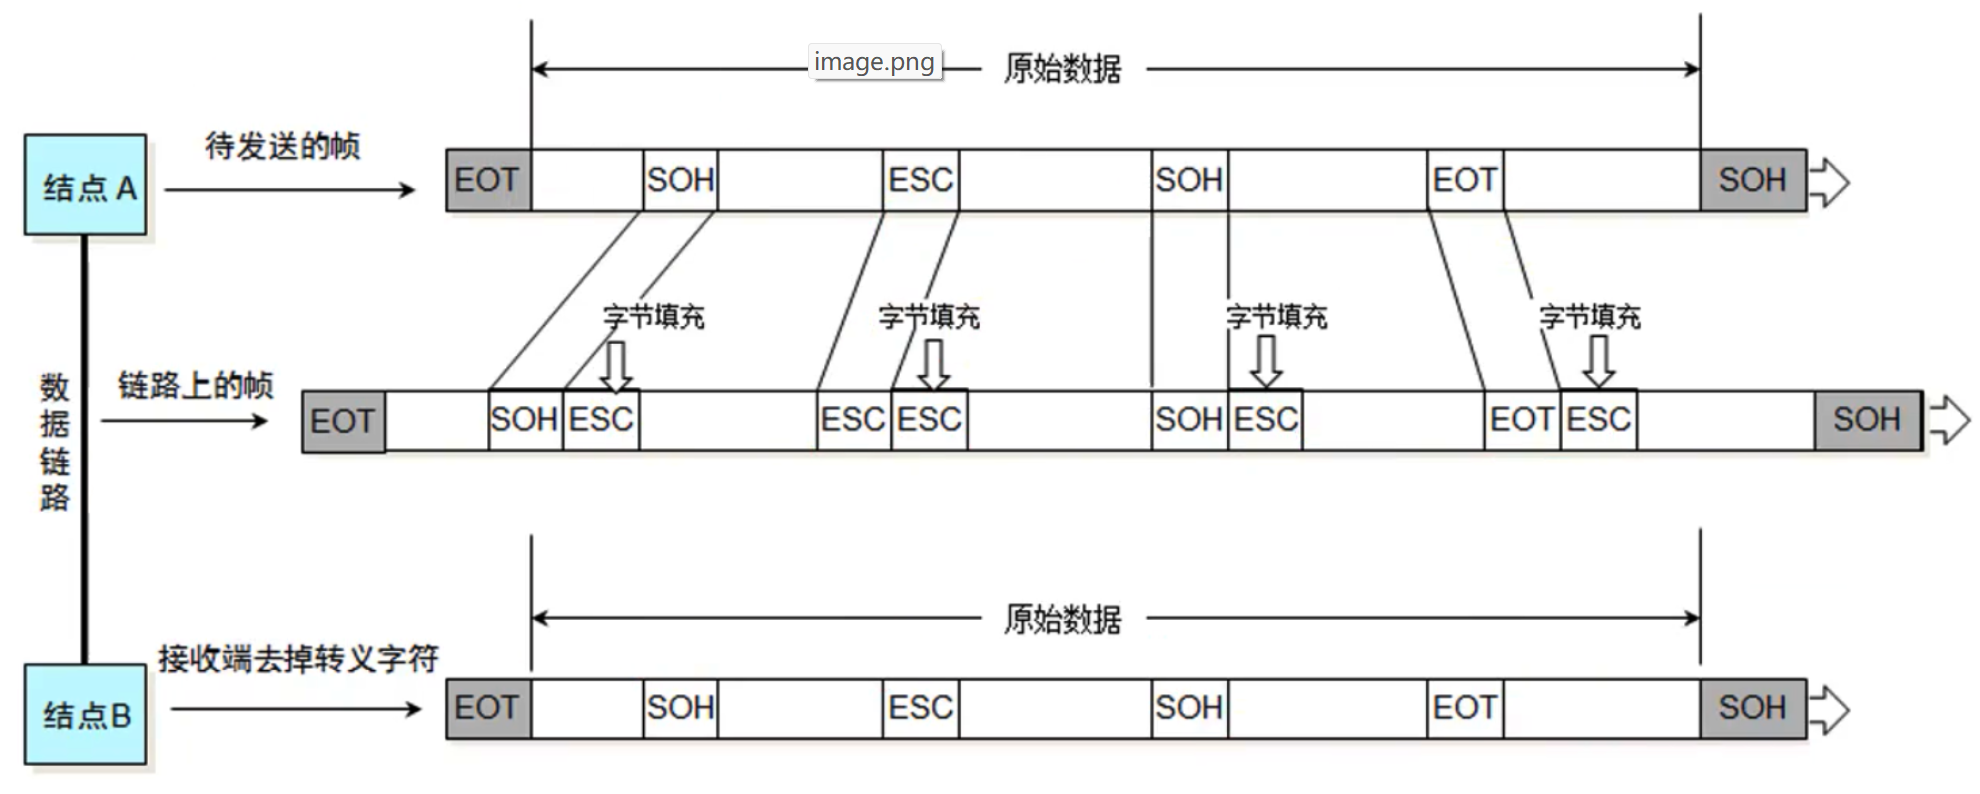 image.png
原始数据
待发送的帧
结点 A
EOT SOH ESC SOH EOT SOH
字节填充 字节填充 字节填充 字节填充
数据链路
链路上的帧
EOT SOH ESC ESC ESC SOH ESC EOT ESC SOH
原始数据
接收端去掉转义字符
结点B
EOT SOH ESC SOH EOT SOH